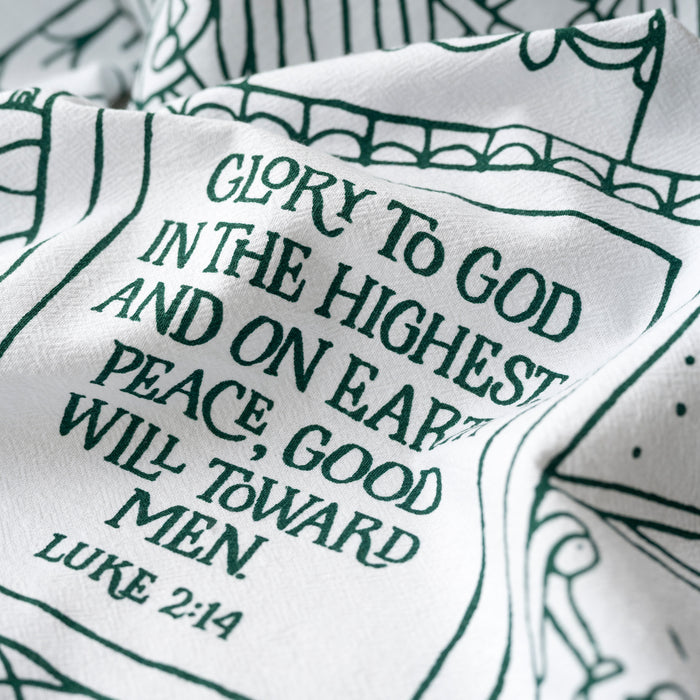 GLORY TO GOD
IN THE HIGHEST
AND ON EARTH
PEACE, GOOD
WILL TOWARD
MEN.
LUKE 2:14